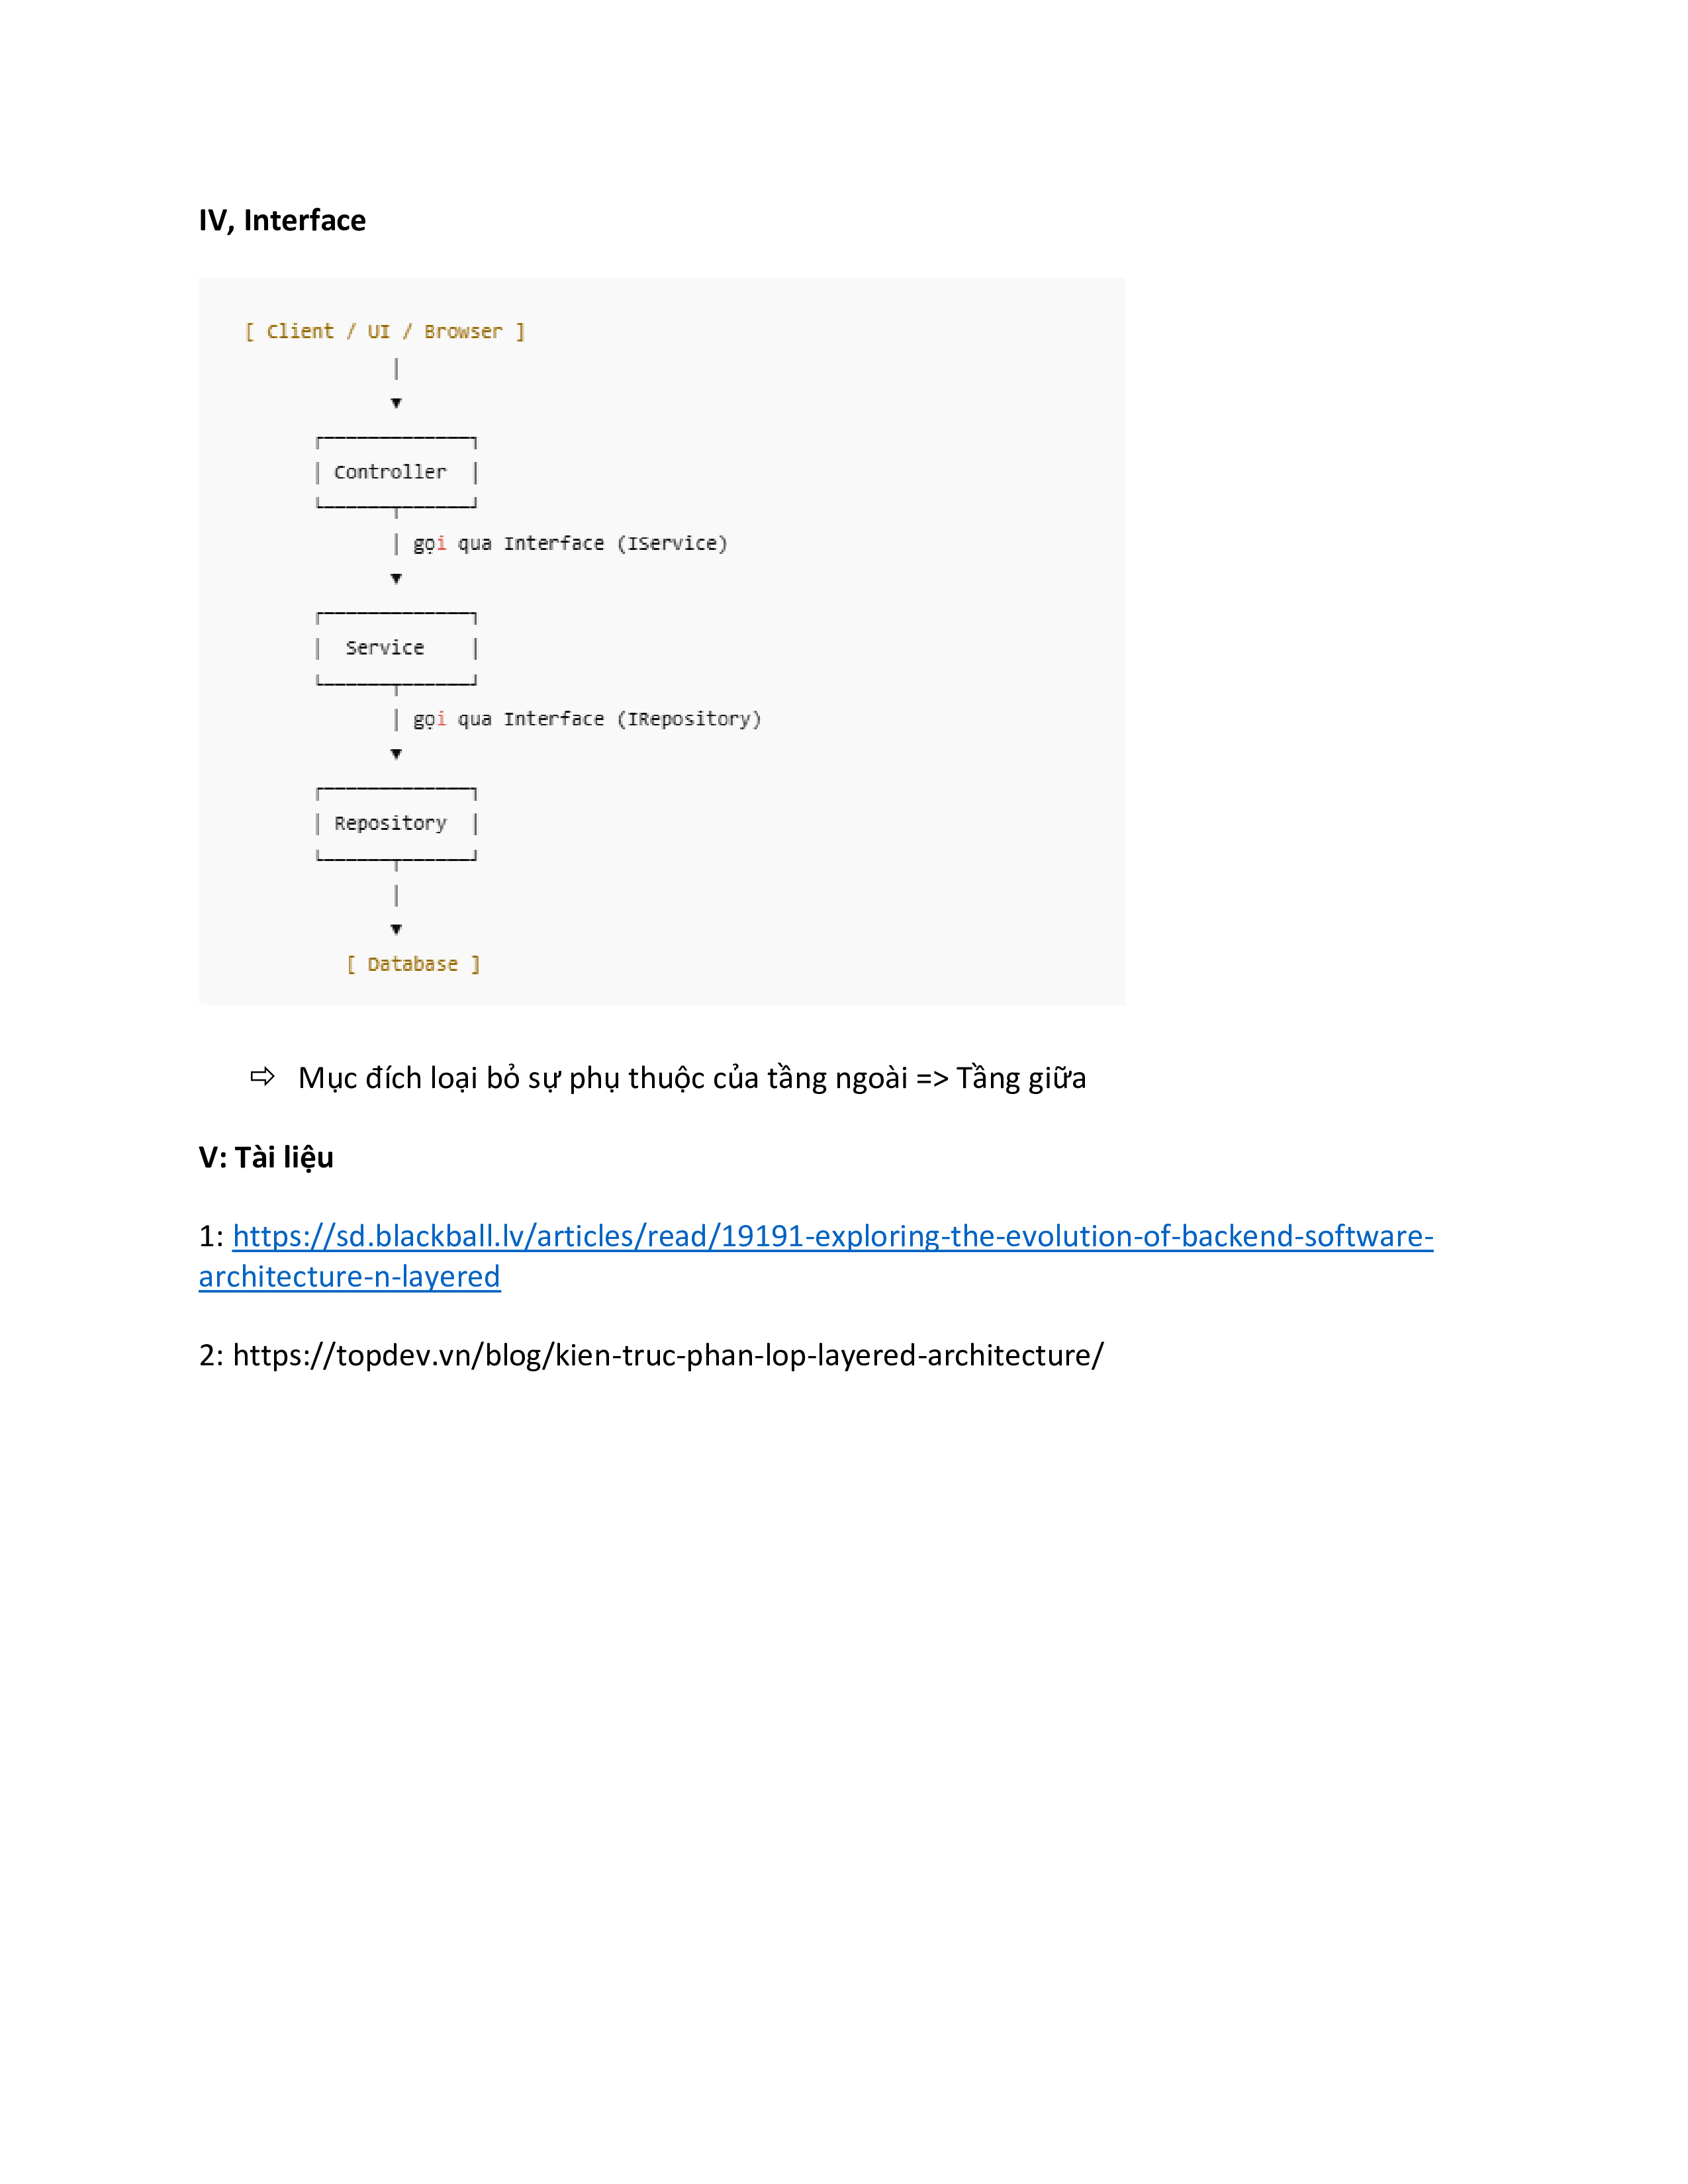 IV, Interface
[ Client / UI / Browser ]
Controller
gọi qua Interface (IService)
Service
gọi qua Interface (IRepository)
Repository
[ Database ]
⇨ Mục đích loại bỏ sự phụ thuộc của tầng ngoài => Tầng giữa
V: Tài liệu
1: https://sd.blackball.lv/articles/read/19191-exploring-the-evolution-of-backend-software-
architecture-n-layered
2: https://topdev.vn/blog/kien-truc-phan-lop-layered-architecture/